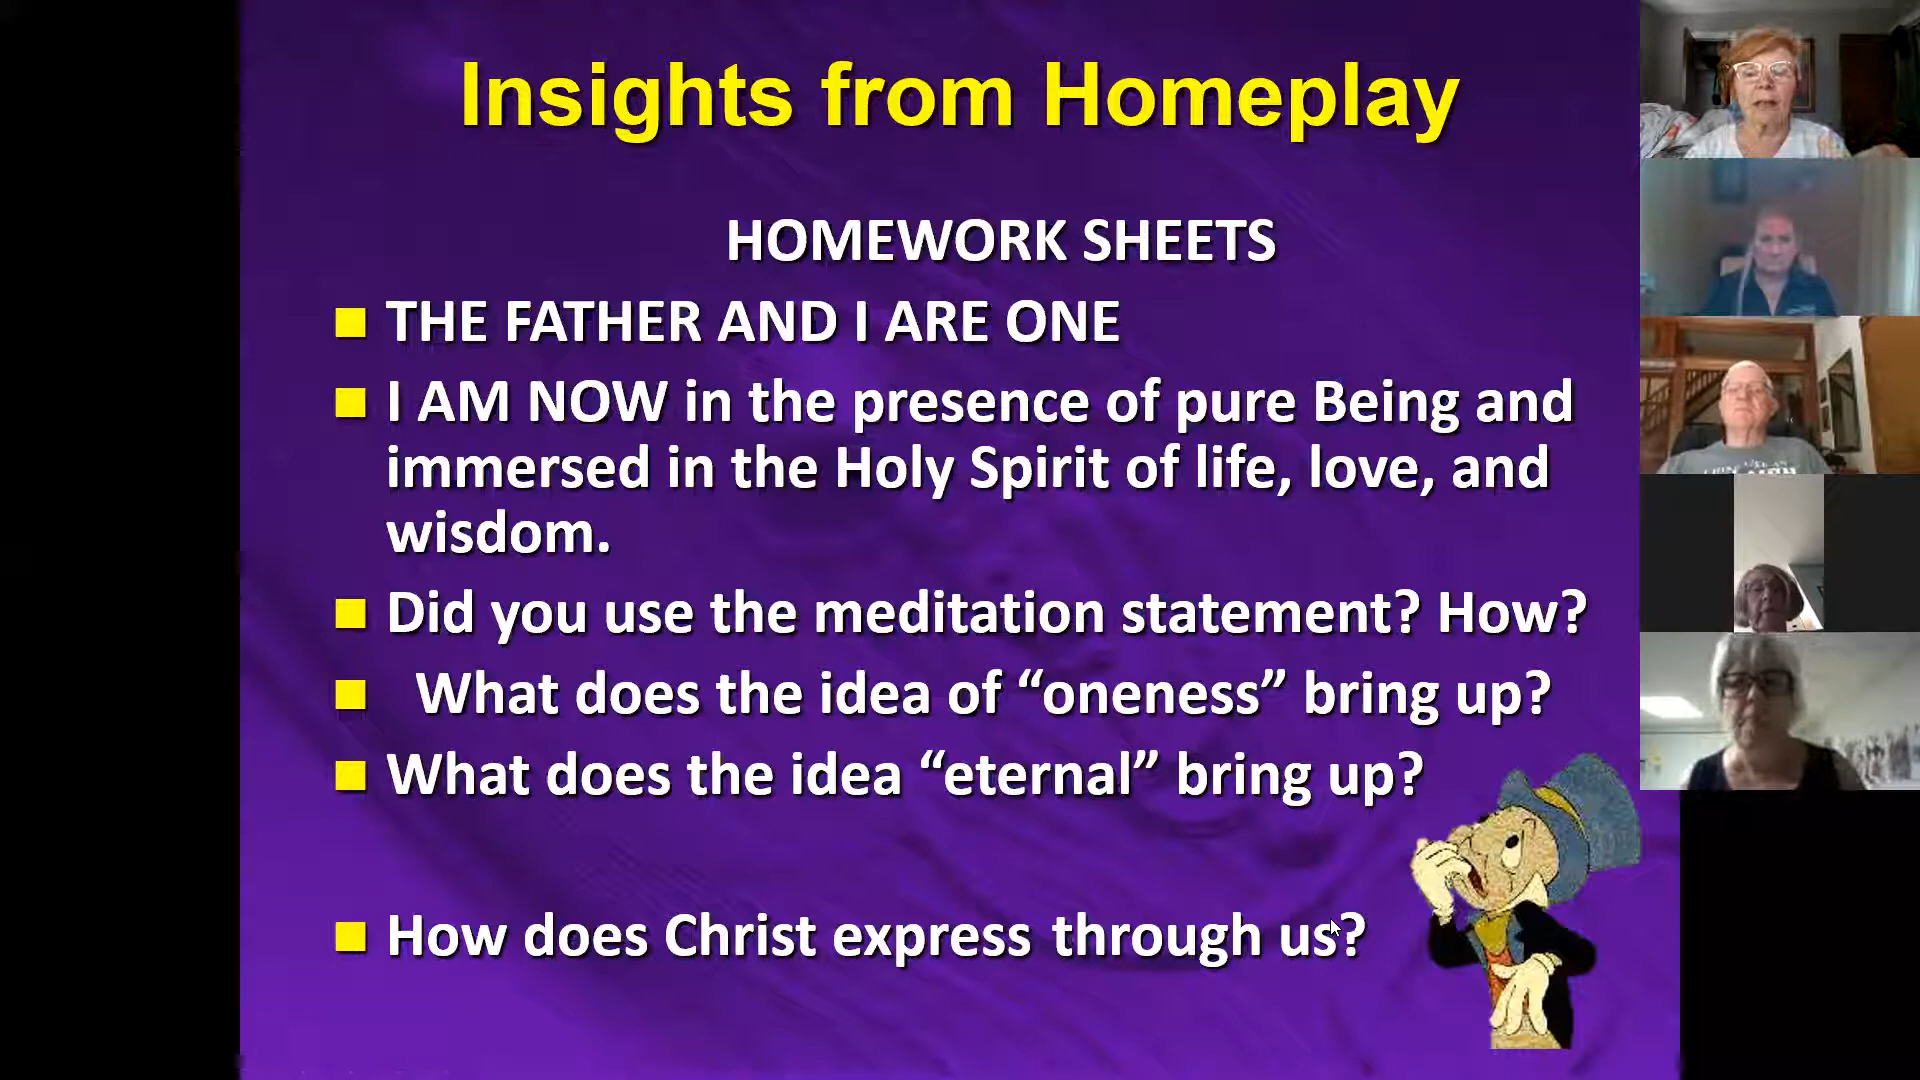 Insights from Homeplay
HOMEWORK SHEETS
THE FATHER AND I ARE ONE
I AM NOW in the presence of pure Being and
immersed in the Holy Spirit of life, love, and
wisdom.
Did you use the meditation statement? How?
What does the idea of “oneness” bring up?
What does the idea “eternal” bring up?
How does Christ express through us?